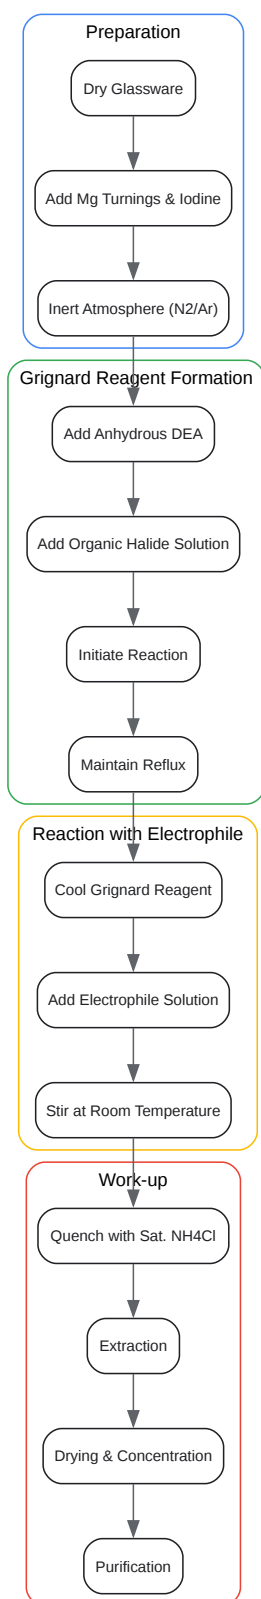 Preparation
Dry Glassware
Add Mg Turnings & Iodine
Inert Atmosphere (N2/Ar)
Grignard Reagent Formation
Add Anhydrous DEA
Add Organic Halide Solution
Initiate Reaction
Maintain Reflux
Reaction with Electrophile
Cool Grignard Reagent
Add Electrophile Solution
Stir at Room Temperature
Work-up
Quench with Sat. NH4Cl
Extraction
Drying & Concentration
Purification